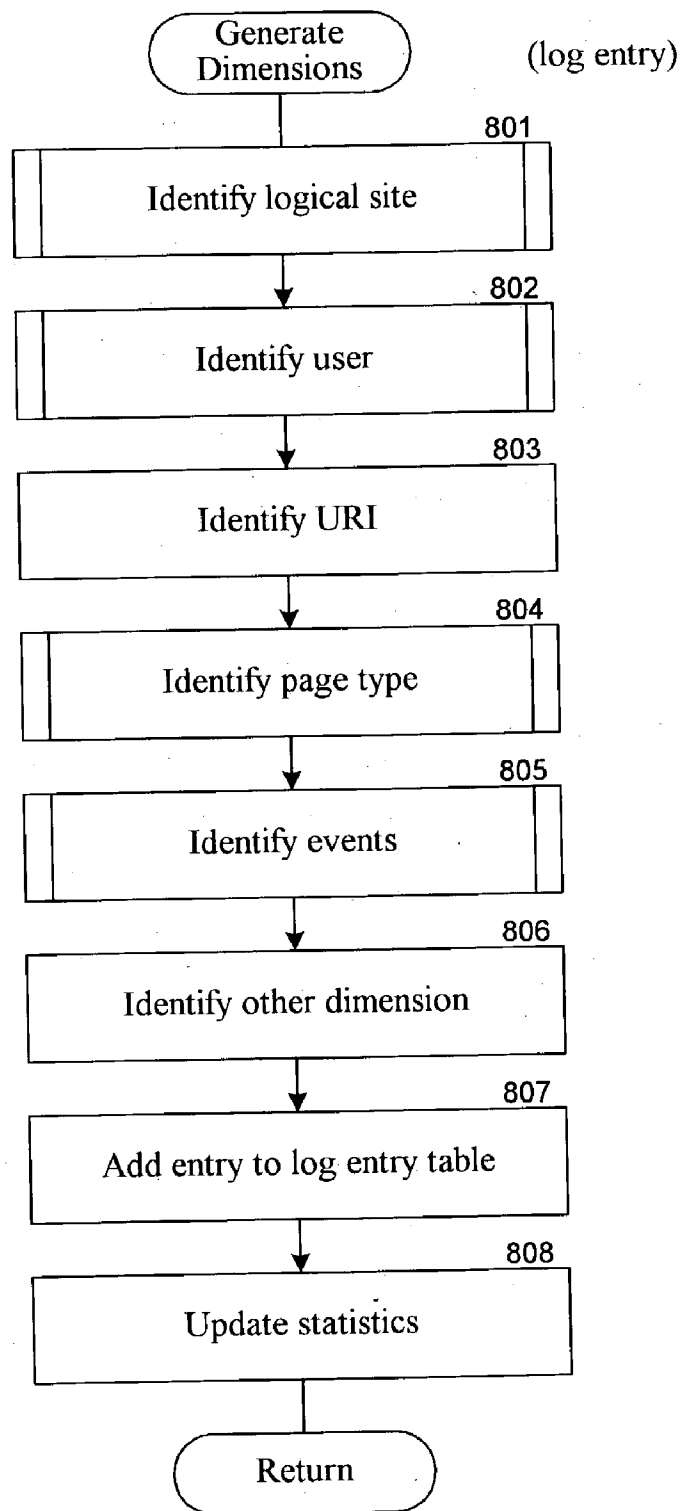 Generate
Dimensions
(log entry)
801
Identify logical site
802
Identify user
803
Identify URI
804
Identify page type
805
Identify events
806
Identify other dimension
807
Add entry to log entry table
808
Update statistics
Return